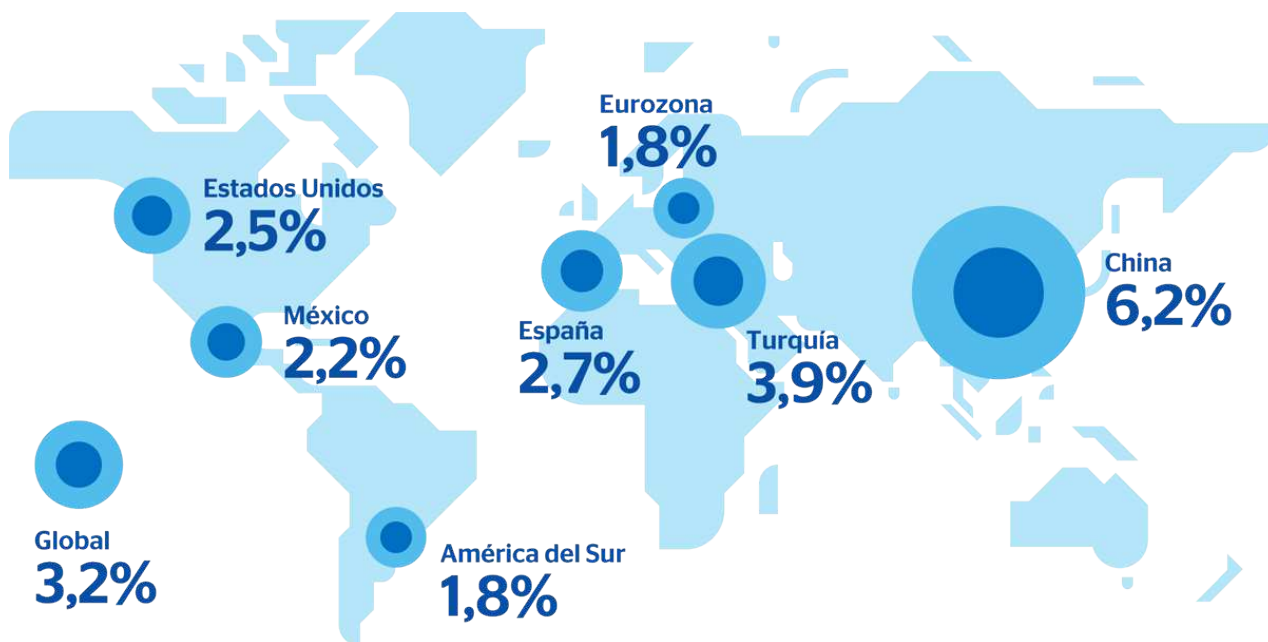 Eurozona
1,8%
Estados Unidos
2,5%
China
6,2%
México
2,2%
España
2,7%
Turquía
3,9%
Global
3,2%
América del Sur
1,8%